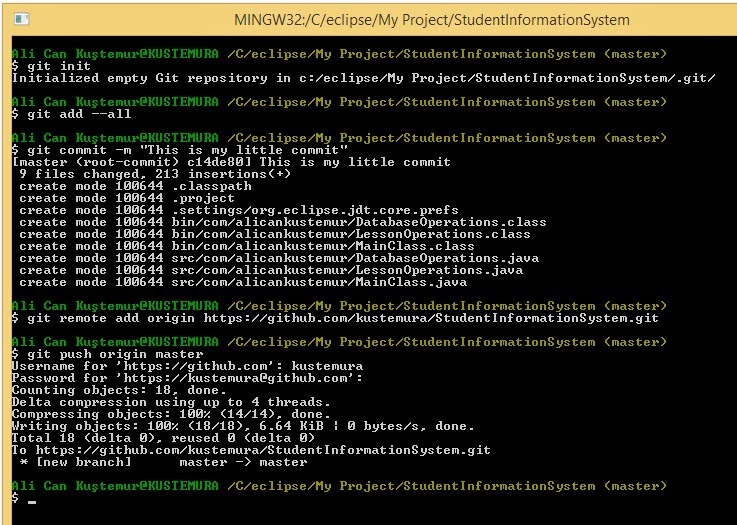 MINGW32:/C/eclipse/My Project/StudentInformationSystem
Ali Can Kuştemur@KUSTEMURA /C/eclipse/My Project/StudentInformationSystem (master)
$ git init
Initialized empty Git repository in c:/eclipse/My Project/StudentInformationSystem/.git/
Ali Can Kuştemur@KUSTEMURA /C/eclipse/My Project/StudentInformationSystem (master)
$ git add --all
Ali Can Kuştemur@KUSTEMURA /C/eclipse/My Project/StudentInformationSystem (master)
$ git commit -m "This is my little commit"
[master (root-commit) c14de80] This is my little commit
 9 files changed, 213 insertions(+)
 create mode 100644 .classpath
 create mode 100644 .project
 create mode 100644 .settings/org.eclipse.jdt.core.prefs
 create mode 100644 bin/com/alicankustemur/DatabaseOperations.class
 create mode 100644 bin/com/alicankustemur/LessonOperations.class
 create mode 100644 bin/com/alicankustemur/MainClass.class
 create mode 100644 src/com/alicankustemur/DatabaseOperations.java
 create mode 100644 src/com/alicankustemur/LessonOperations.java
 create mode 100644 src/com/alicankustemur/MainClass.java
Ali Can Kuştemur@KUSTEMURA /C/eclipse/My Project/StudentInformationSystem (master)
$ git remote add origin https://github.com/kustemura/StudentInformationSystem.git
Ali Can Kuştemur@KUSTEMURA /C/eclipse/My Project/StudentInformationSystem (master)
$ git push origin master
Username for 'https://github.com': kustemura
Password for 'https://kustemura@github.com':
Counting objects: 18, done.
Delta compression using up to 4 threads.
Compressing objects: 100% (14/14), done.
Writing objects: 100% (18/18), 6.64 KiB ¦ 0 bytes/s, done.
Total 18 (delta 0), reused 0 (delta 0)
To https://github.com/kustemura/StudentInformationSystem.git
 * [new branch]      master -> master
Ali Can Kuştemur@KUSTEMURA /C/eclipse/My Project/StudentInformationSystem (master)
$ _